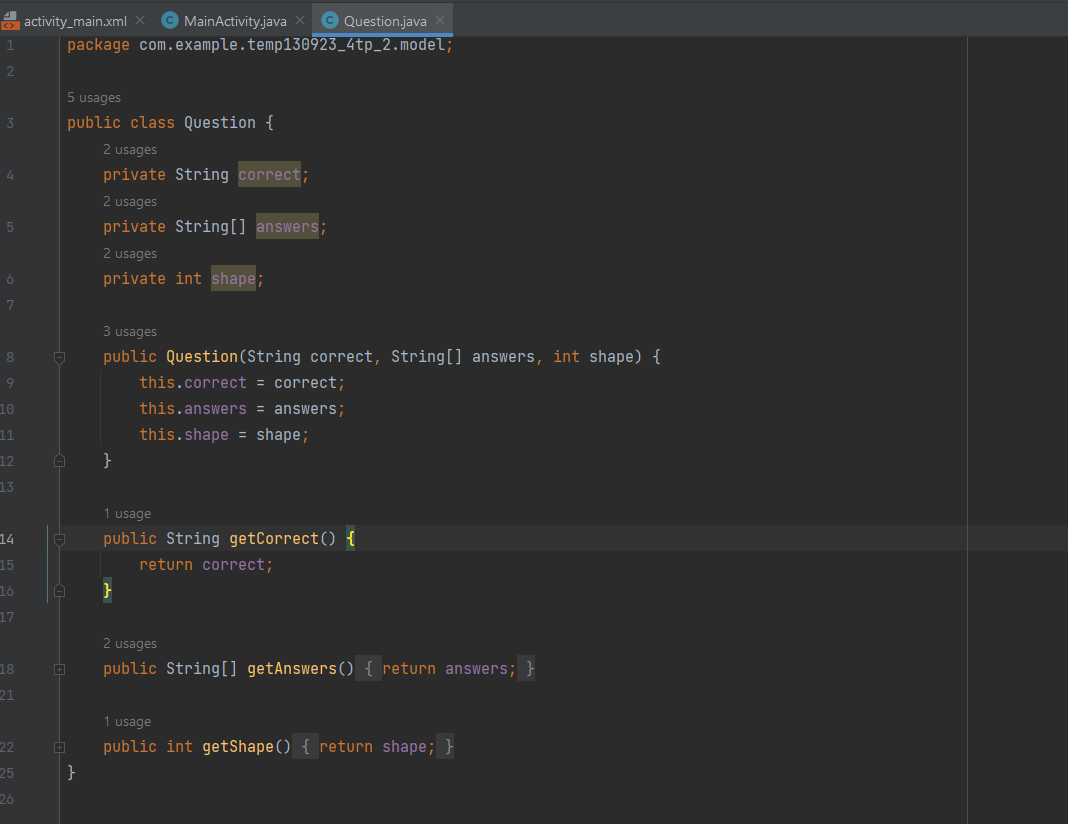 activity_main.xml MainActivity.java Question.java
1 package com.example.temp130923_4tp_2.model;
2
5 usages
3 public class Question {
2 usages
4 private String correct;
2 usages
5 private String[] answers;
2 usages
6 private int shape;
7
3 usages
8 public Question(String correct, String[] answers, int shape) {
9 this.correct = correct;
10 this.answers = answers;
11 this.shape = shape;
12 }
13
1 usage
14 public String getCorrect() {
15 return correct;
16 }
17
2 usages
18 public String[] getAnswers() { return answers; }
21
1 usage
22 public int getShape() { return shape; }
25 }
26